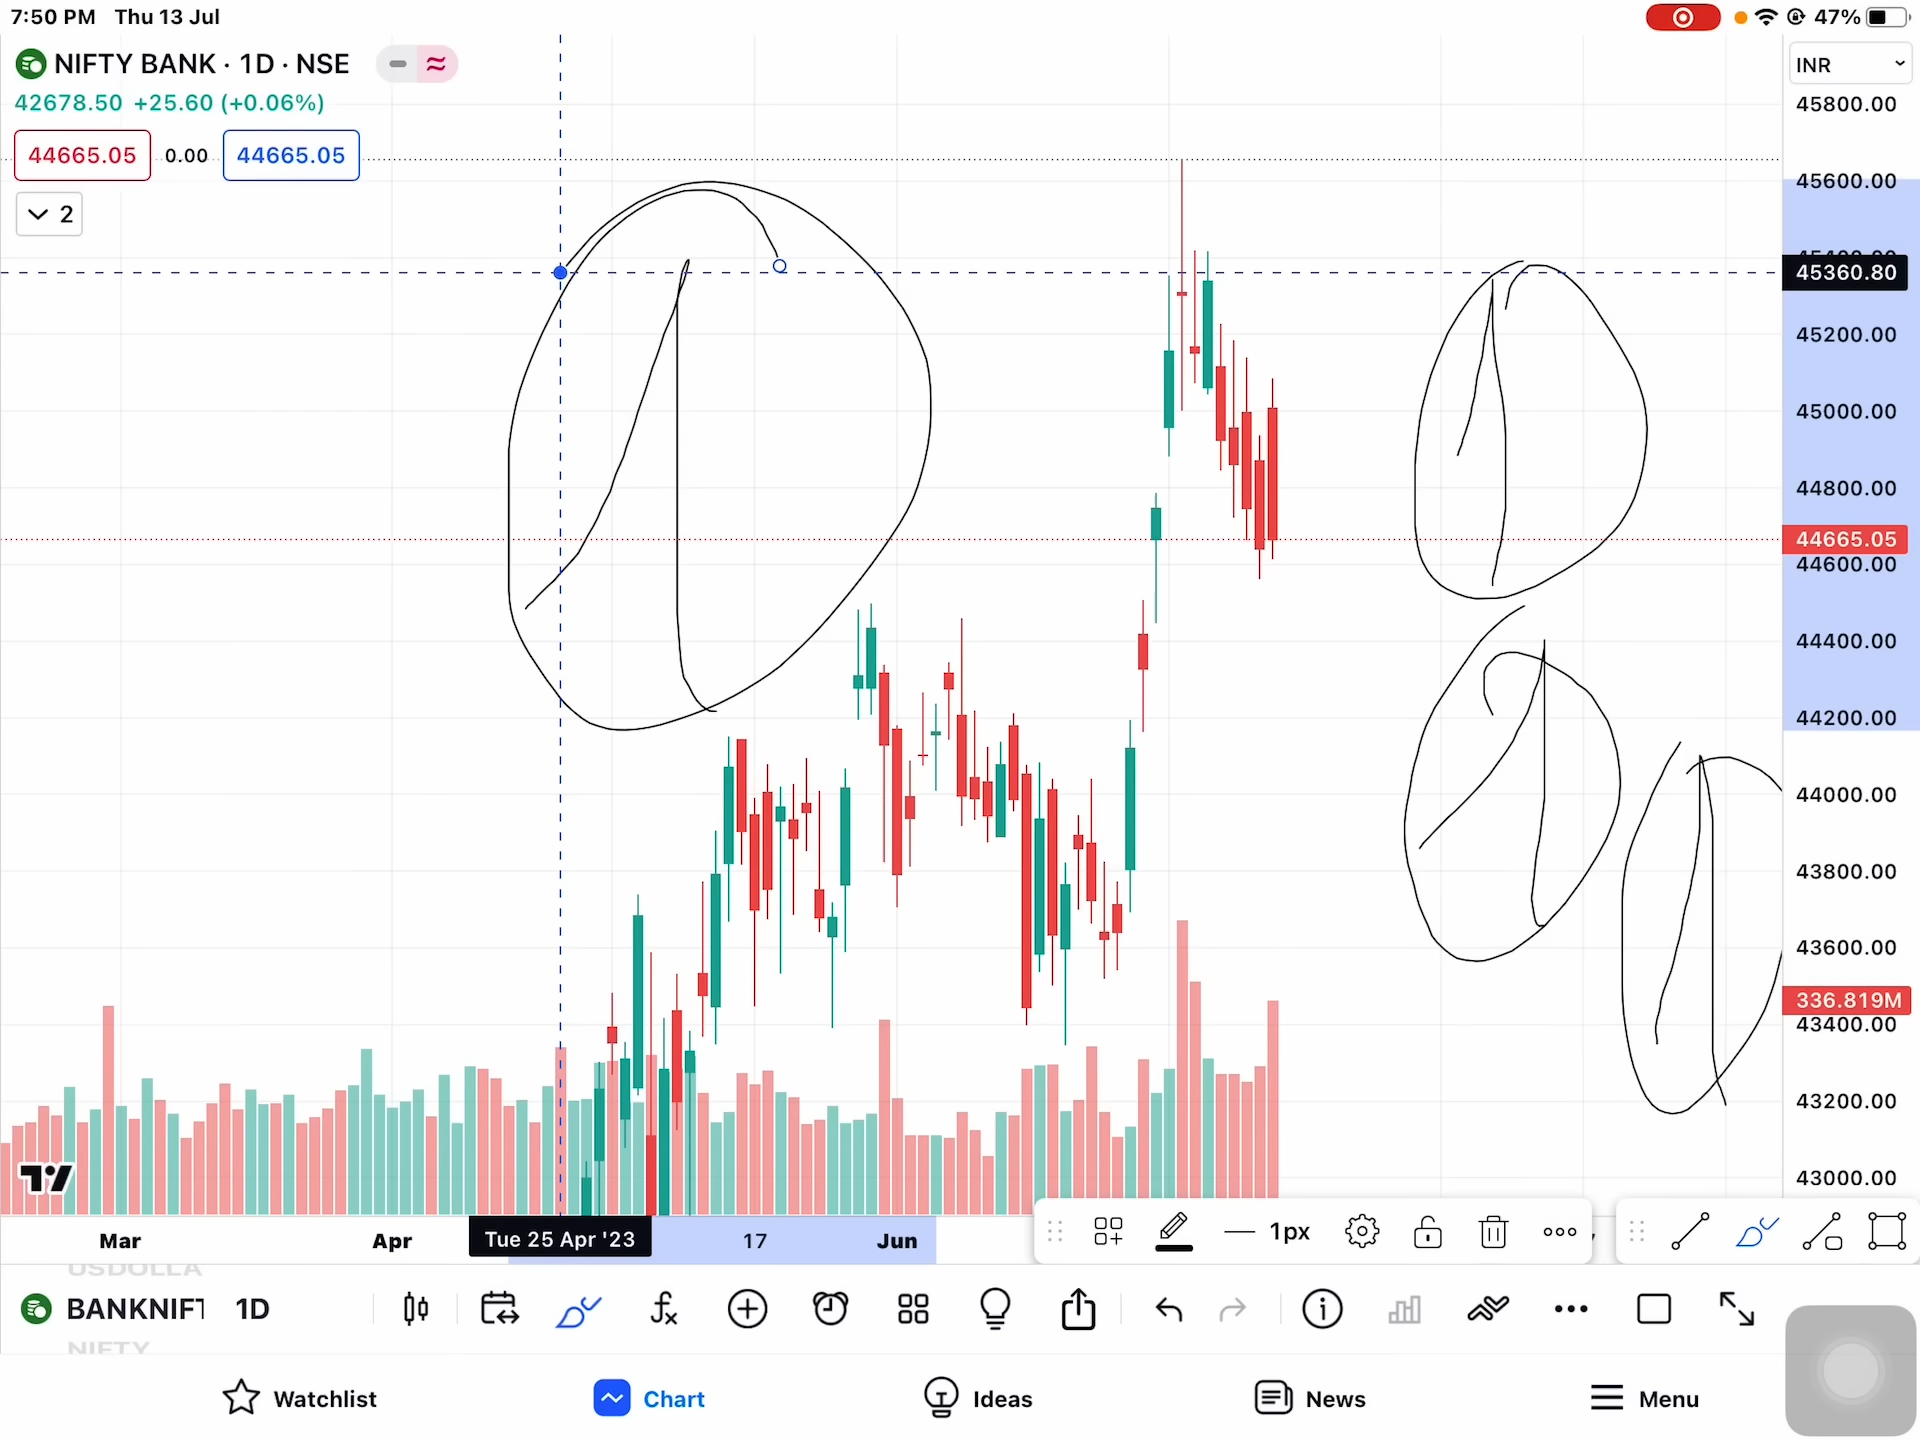 7:50 PM Thu 13 Jul
47%
NIFTY BANK · 1D · NSE
INR
42678.50 +25.60 (+0.06%)
44665.05 0.00 44665.05
2
45800.00
45600.00
45360.80
45200.00
45000.00
44800.00
44665.05
44600.00
44400.00
44200.00
44000.00
43800.00
43600.00
336.819M
43400.00
43200.00
43000.00
Mar Apr Tue 25 Apr '23 17 Jun
1px
USDOLLA
BANKNIFT 1D
NIFTY
Watchlist Chart Ideas News Menu